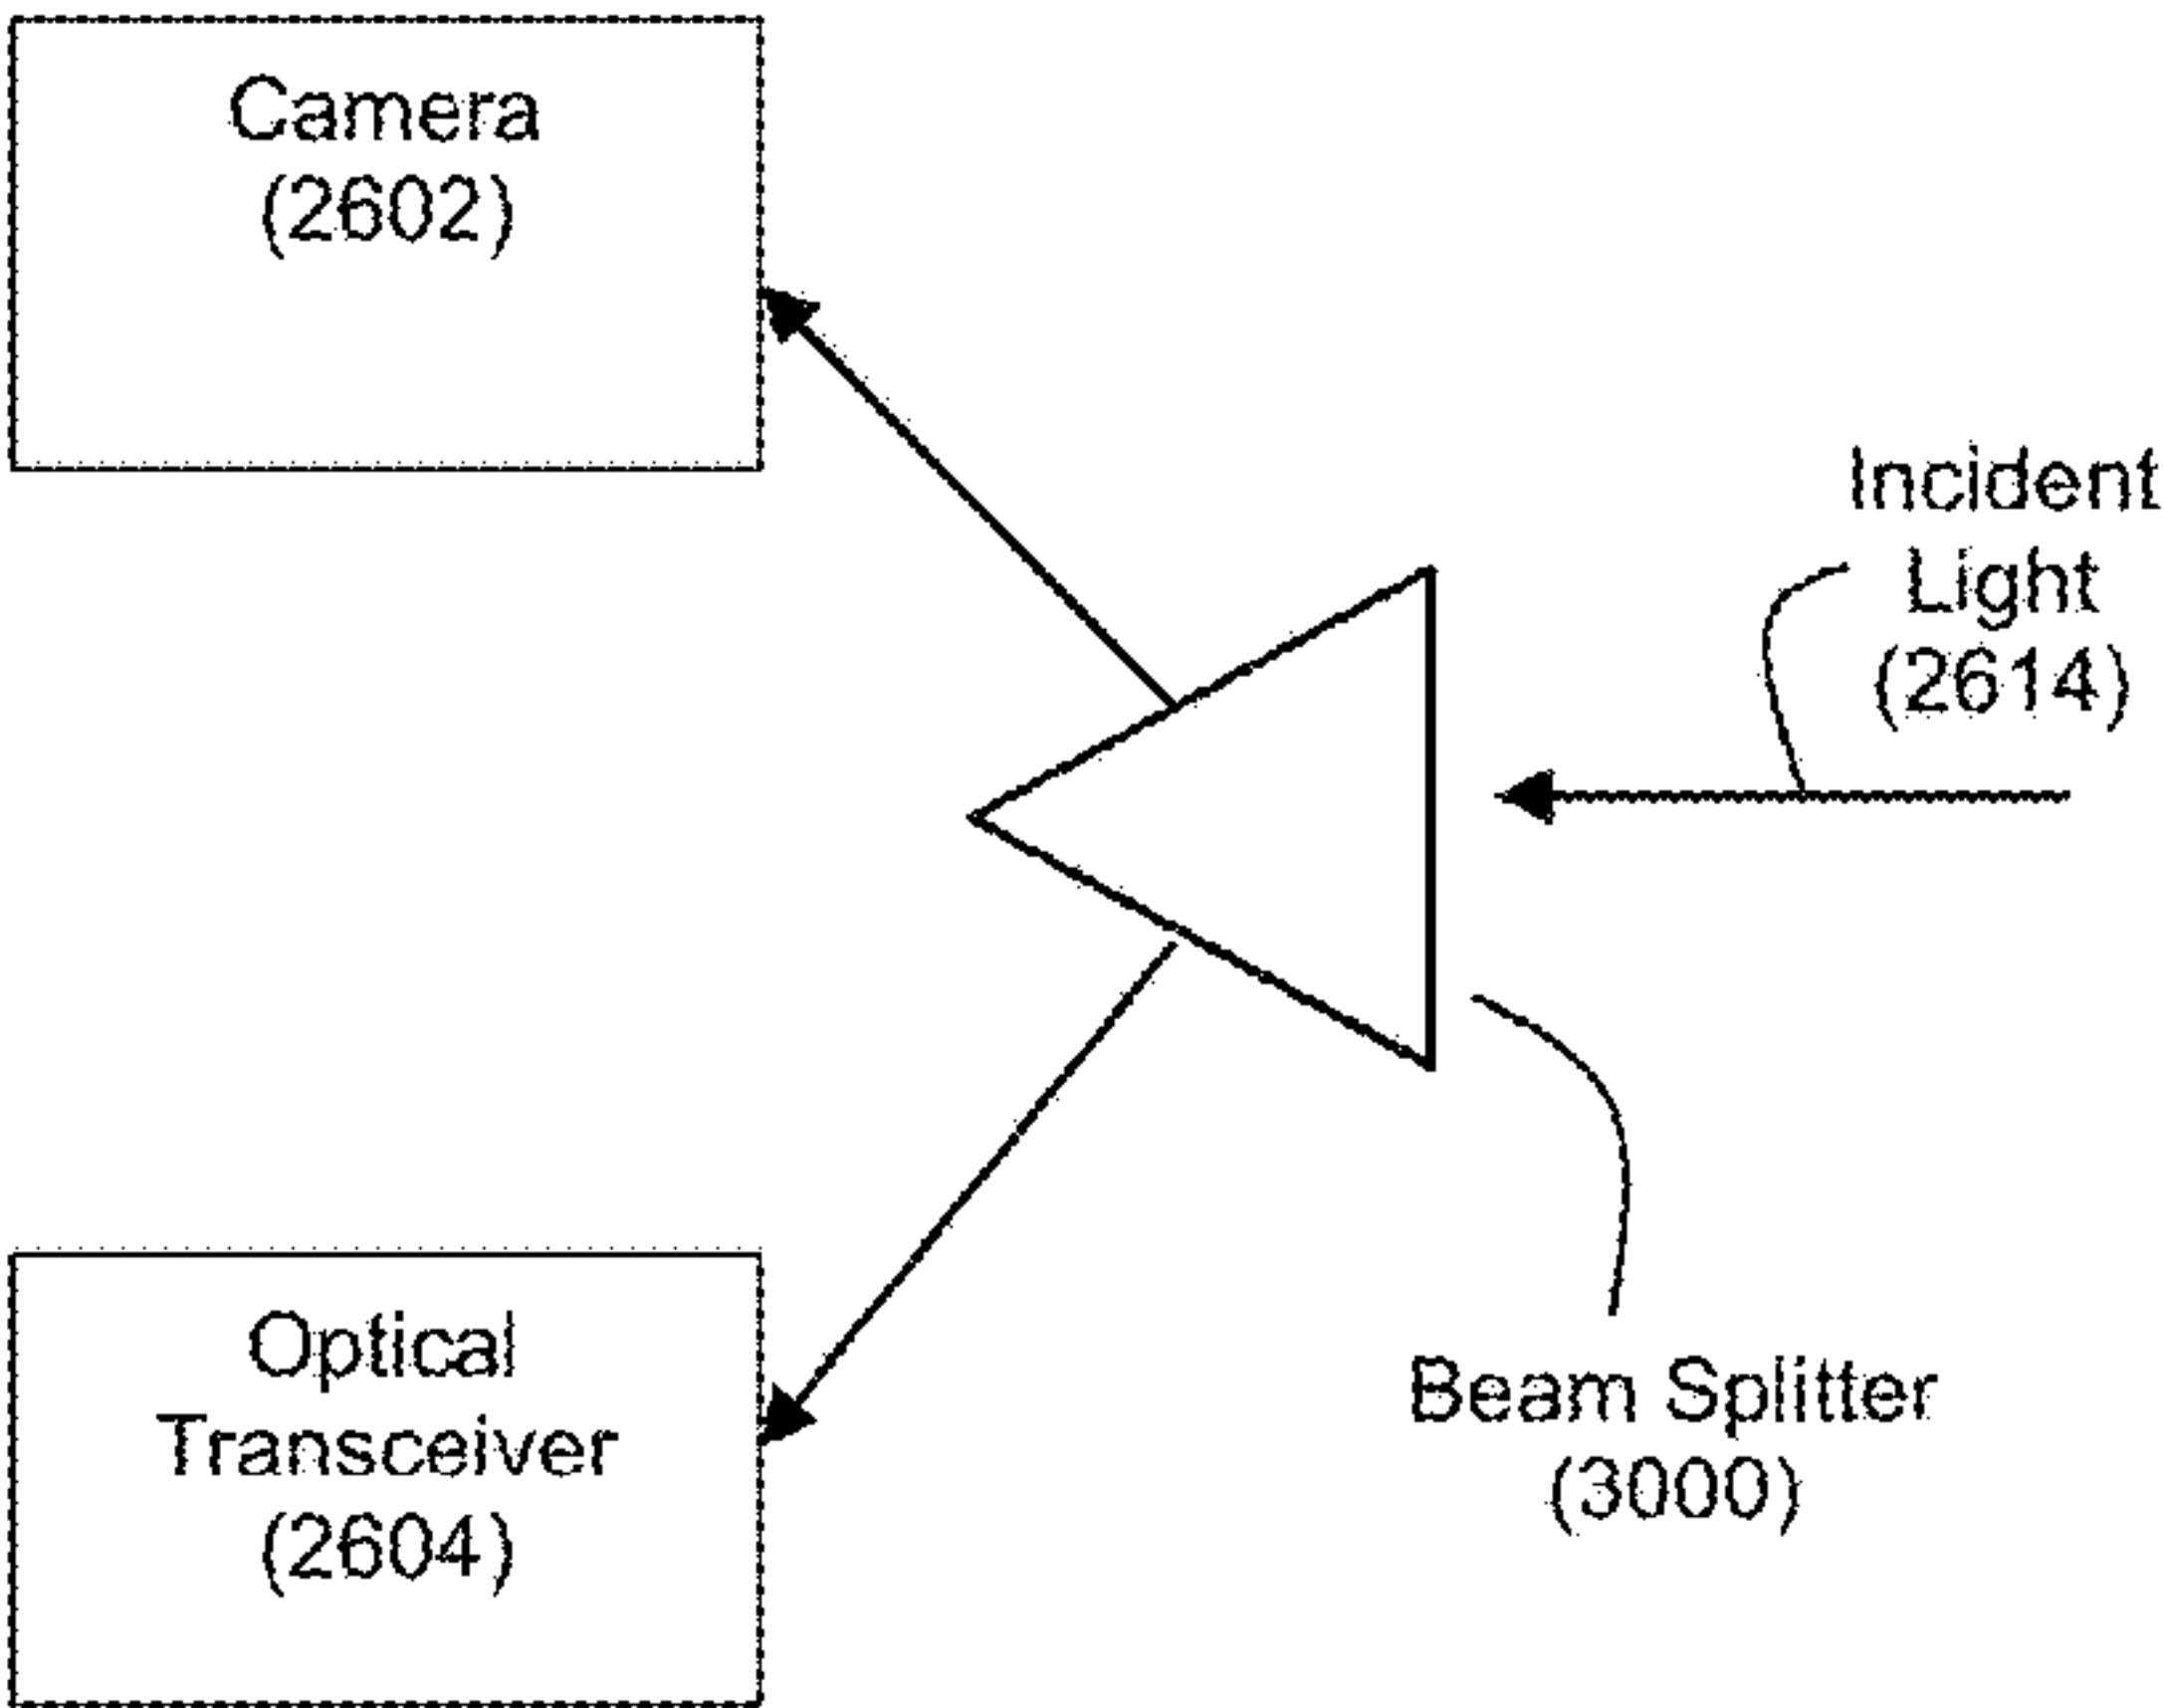 Camera
(2602)
Incident
Light
(2614)
Optical
Transceiver
(2604)
Beam Splitter
(3000)